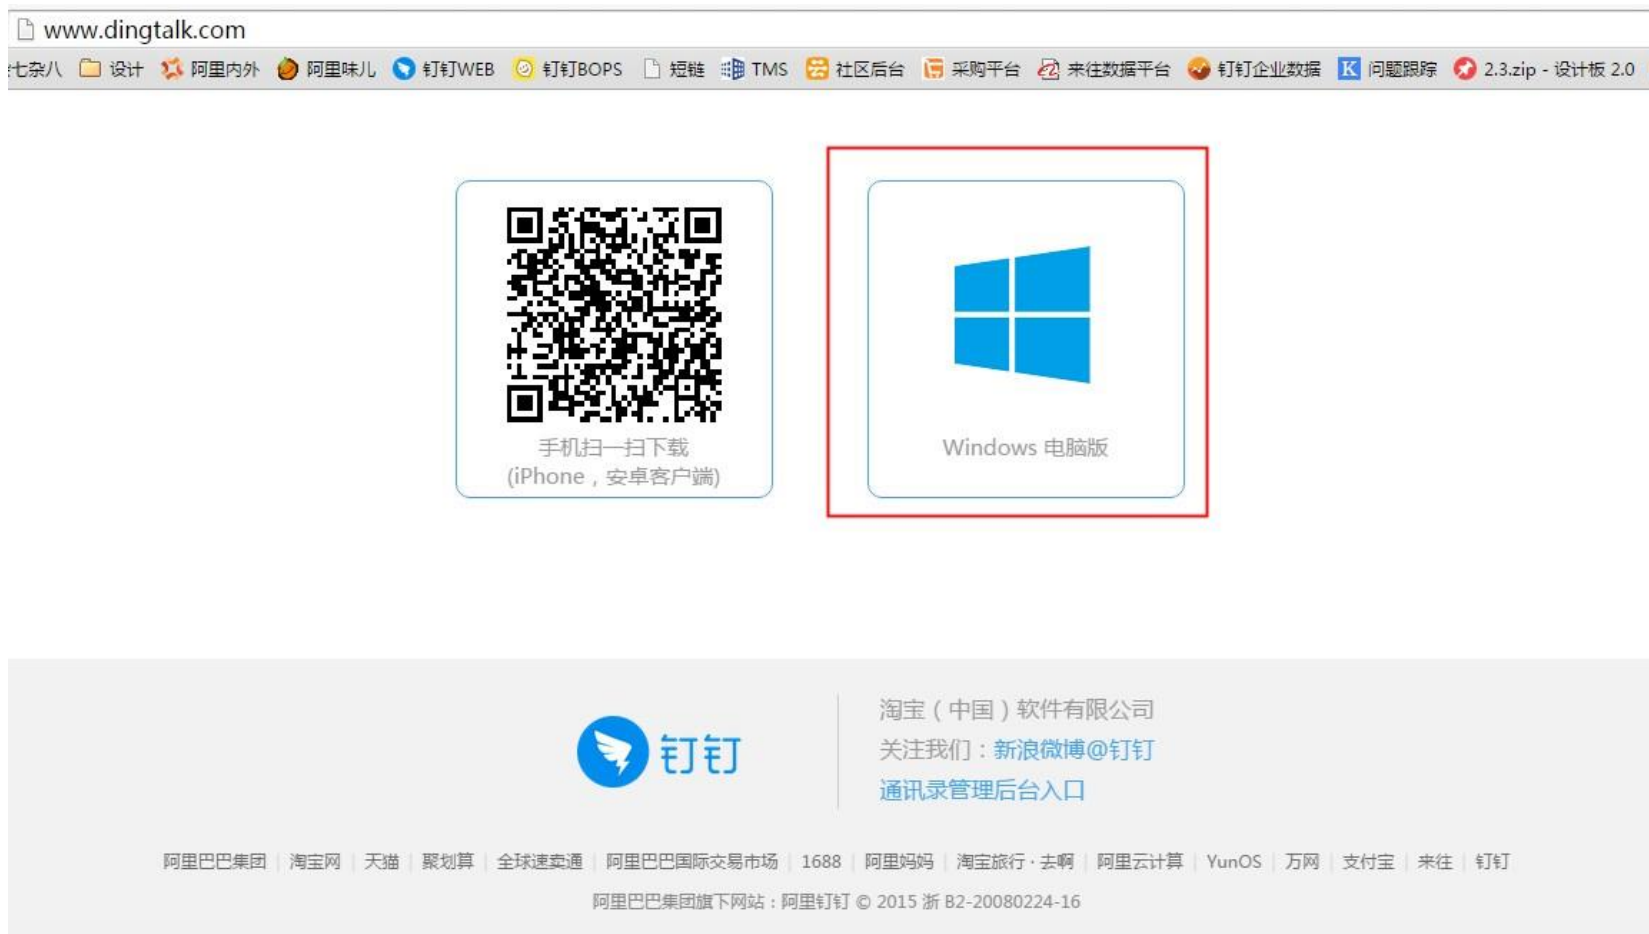 www.dingtalk.com
七杂八 设计 阿里内外 阿里味儿 钉钉WEB 钉钉BOPS 短链 TMS 社区后台 采购平台 来往数据平台 钉钉企业数据 K 问题跟踪 2.3.zip - 设计板 2.0
手机扫一扫下载
(iPhone，安卓客户端)
Windows 电脑版
钉钉
淘宝（中国）软件有限公司
关注我们：新浪微博@钉钉
通讯录管理后台入口
阿里巴巴集团 | 淘宝网 | 天猫 | 聚划算 | 全球速卖通 | 阿里巴巴国际交易市场 | 1688 | 阿里妈妈 | 淘宝旅行 · 去啊 | 阿里云计算 | YunOS | 万网 | 支付宝 | 来往 | 钉钉
阿里巴巴集团旗下网站：阿里钉钉 © 2015 浙 B2-20080224-16